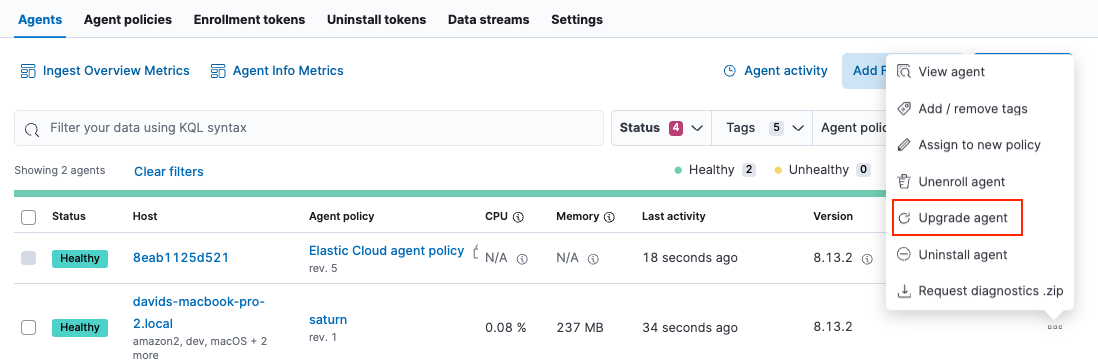 Agents Agent policies Enrollment tokens Uninstall tokens Data streams Settings
Ingest Overview Metrics Agent Info Metrics Agent activity Add F
View agent
Add / remove tags
Assign to new policy
Unenroll agent
Upgrade agent
Uninstall agent
Request diagnostics .zip
Filter your data using KQL syntax Status 4 Tags 5 Agent polic
Showing 2 agents Clear filters Healthy 2 Unhealthy 0
Status Host Agent policy CPU Memory Last activity Version
Healthy 8eab1125d521 Elastic Cloud agent policy N/A N/A 18 seconds ago 8.13.2
rev. 5
davids-macbook-pro-
2.local
Healthy saturn 0.08 % 237 MB 34 seconds ago 8.13.2
rev. 1
amazon2, dev, macOS + 2
more